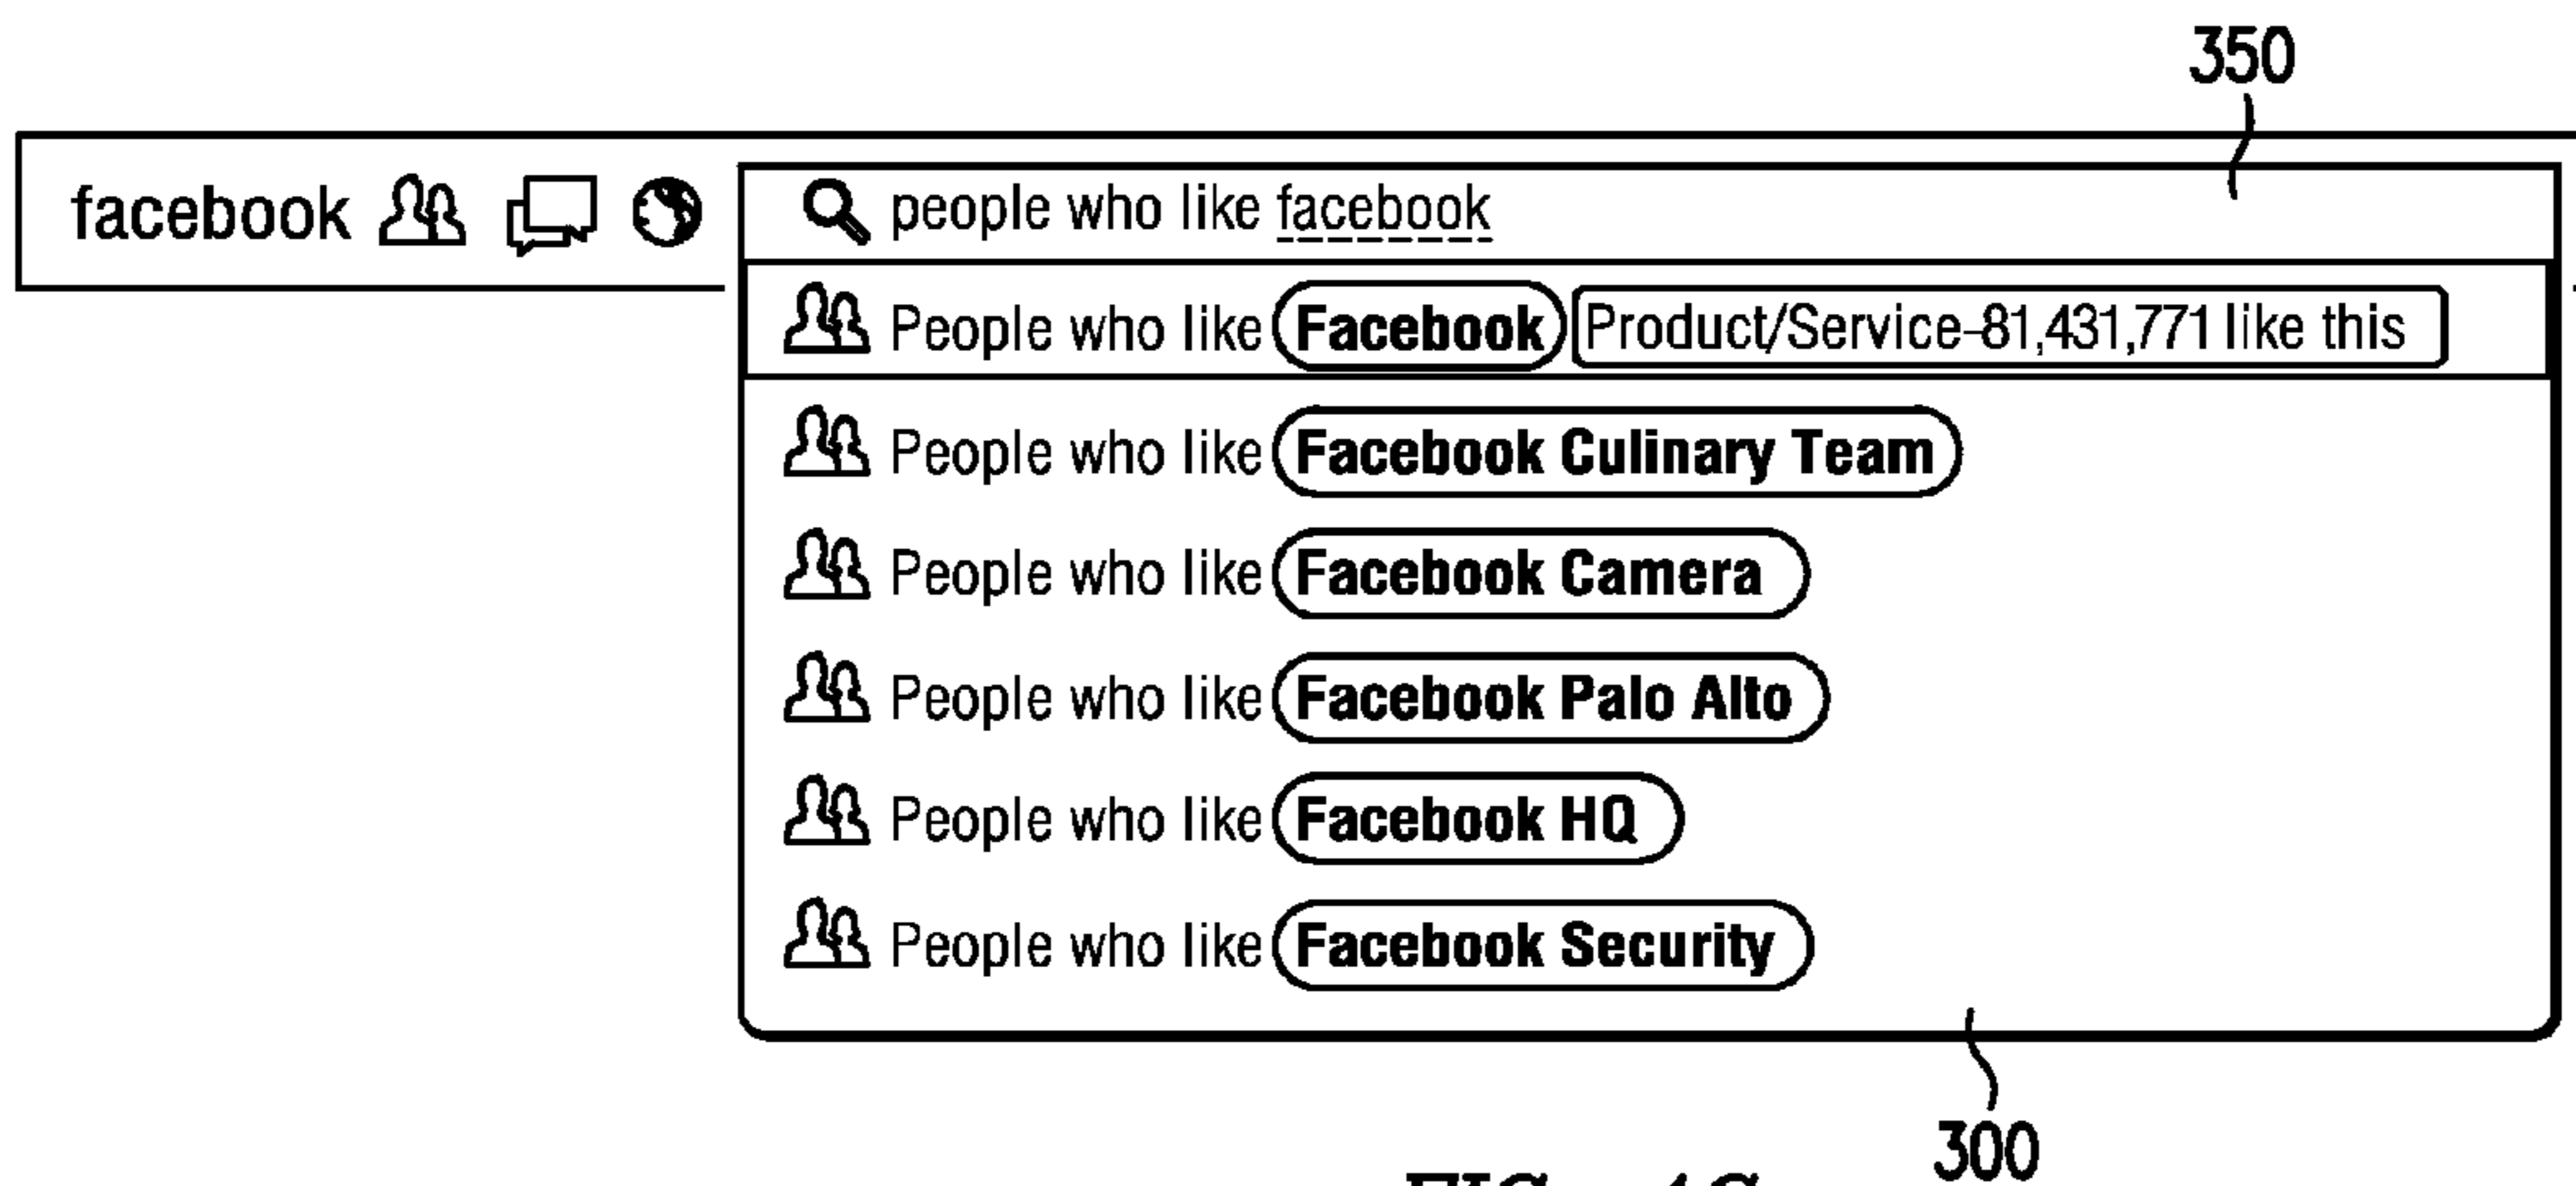 350
facebook
people who like facebook
People who like Facebook Product/Service-81,431,771 like this
People who like Facebook Culinary Team
People who like Facebook Camera
People who like Facebook Palo Alto
People who like Facebook HQ
People who like Facebook Security
300